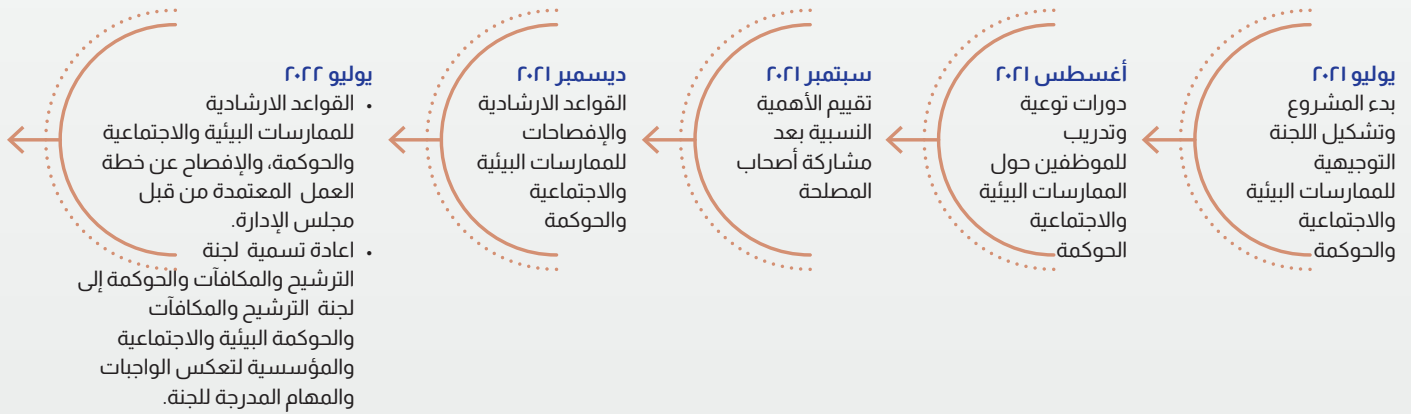 يوليو ٢٠٢١
بدء المشروع
وتشكيل اللجنة
التوجيهية
للممارسات البيئية
والاجتماعية
والحوكمة
أغسطس ٢٠٢١
دورات توعية
وتدريب
للموظفين حول
الممارسات البيئية
والاجتماعية
الحوكمة
سبتمبر ٢٠٢١
تقييم الأهمية
النسبية بعد
مشاركة أصحاب
المصلحة
ديسمبر ٢٠٢١
القواعد الارشادية
والإفصاحات
للممارسات البيئية
والاجتماعية
والحوكمة
يوليو ٢٠٢٢
• القواعد الارشادية
للممارسات البيئية والاجتماعية
والحوكمة، والإفصاح عن خطة
العمل المعتمدة من قبل
مجلس الإدارة.
• اعادة تسمية لجنة
الترشيح والمكافآت والحوكمة إلى
لجنة الترشيح والمكافآت
والحوكمة البيئية والاجتماعية
والمؤسسية لتعكس الواجبات
والمهام المدرجة للجنة.